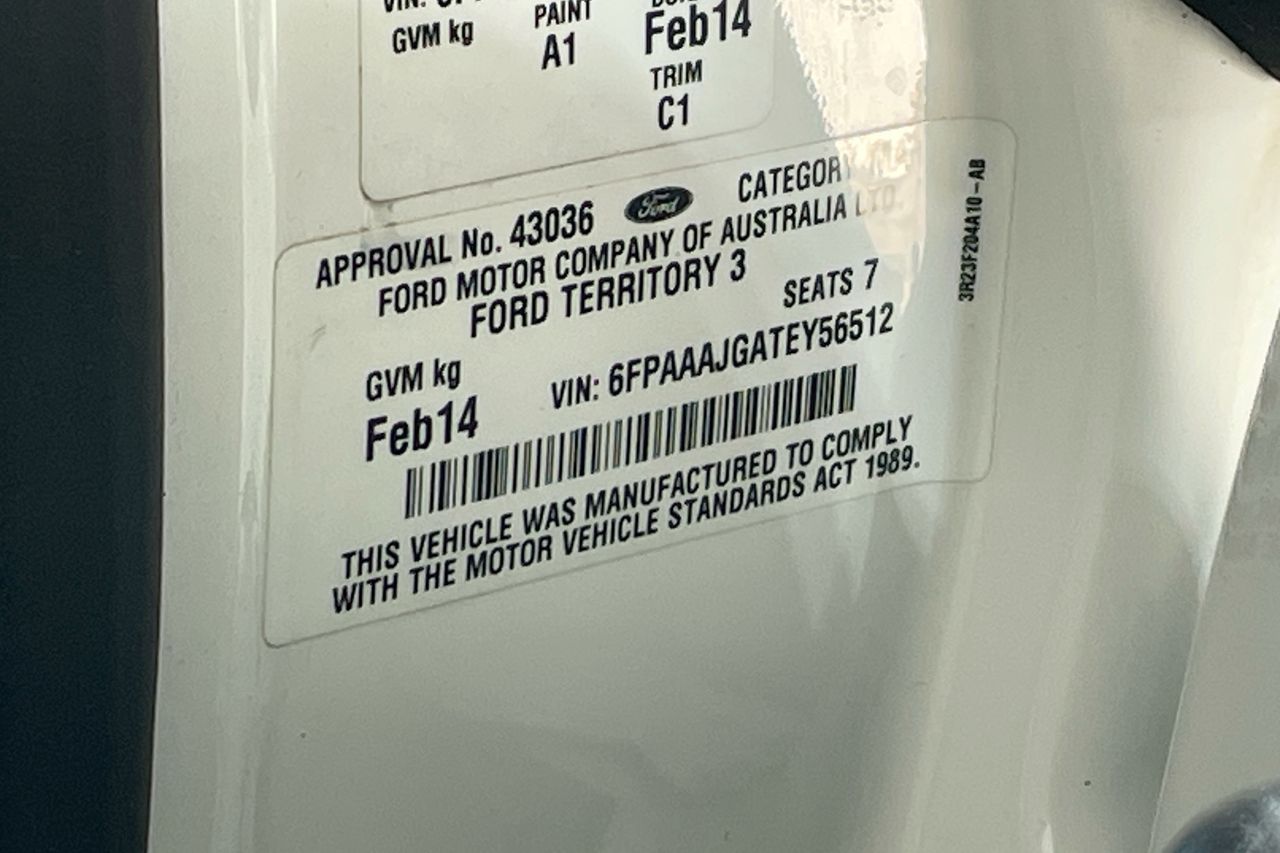 VIN:
GVM kg
PAINT
A1
Feb14
TRIM
C1
APPROVAL No. 43036
Ford
CATEGORY
FORD MOTOR COMPANY OF AUSTRALIA LTD.
FORD TERRITORY 3
SEATS 7
GVM kg
VIN: 6FPAAAJGATEY56512
Feb14
THIS VEHICLE WAS MANUFACTURED TO COMPLY
WITH THE MOTOR VEHICLE STANDARDS ACT 1989.
3R23F204A10-AB